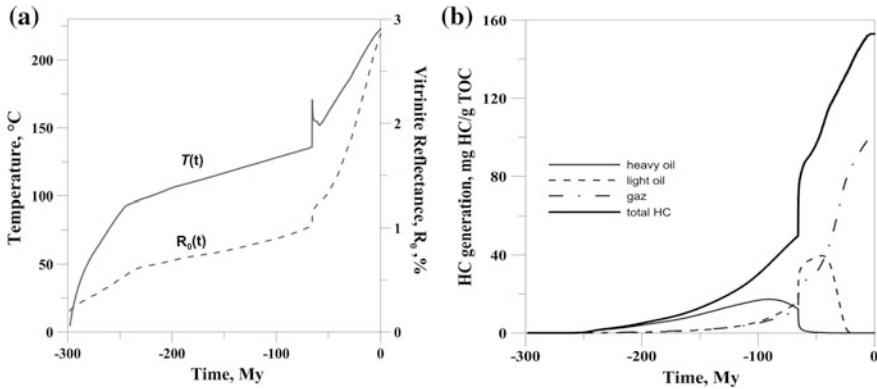 (a)
Temperature, °C
200
150
100
50
0
-300
-200
-100
0
Time, My
3
2
1
0
Vitrinite Reflectance, R₀, %
T(t)
R₀(t)
(b)
HC generation, mg HC/g TOC
160
120
80
40
0
-300
-200
-100
0
Time, My
heavy oil
light oil
gaz
total HC